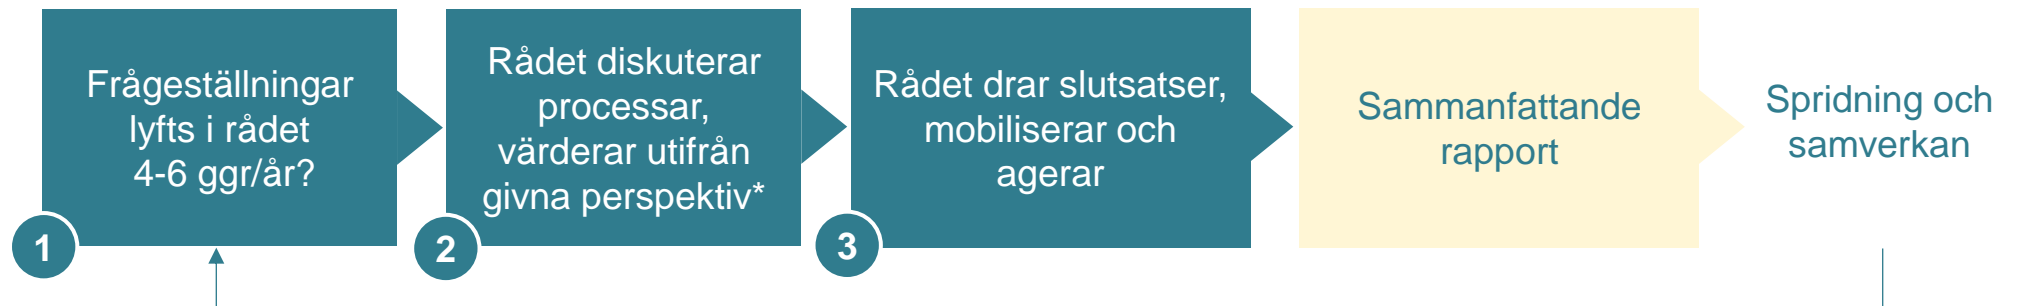 Frågeställningar
lyfts i rådet
4-6 ggr/år?
1
Rådet diskuterar
processar,
värderar utifrån
givna perspektiv*
2
Rådet drar slutsatser,
mobiliserar och
agerar
3
Sammanfattande
rapport
Spridning och
samverkan